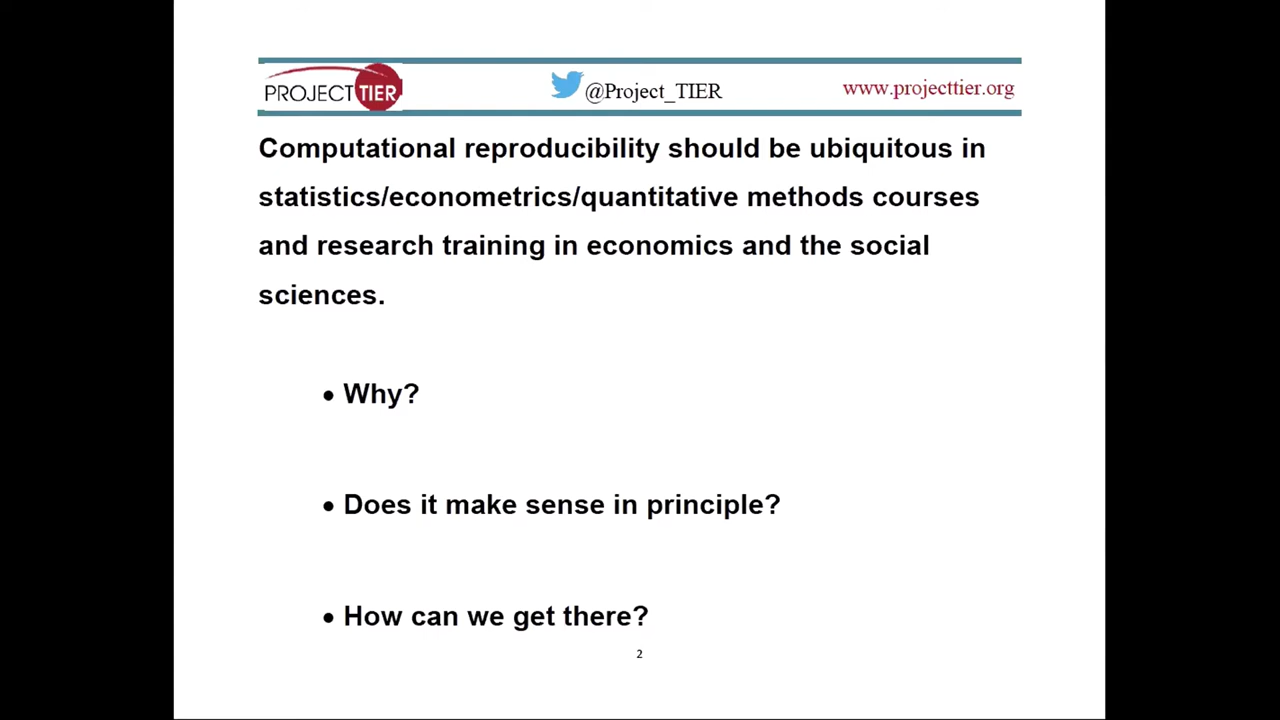 PROJECT TIER @Project_TIER www.projecttier.org
Computational reproducibility should be ubiquitous in
statistics/econometrics/quantitative methods courses
and research training in economics and the social
sciences.
• Why?
• Does it make sense in principle?
• How can we get there?
2